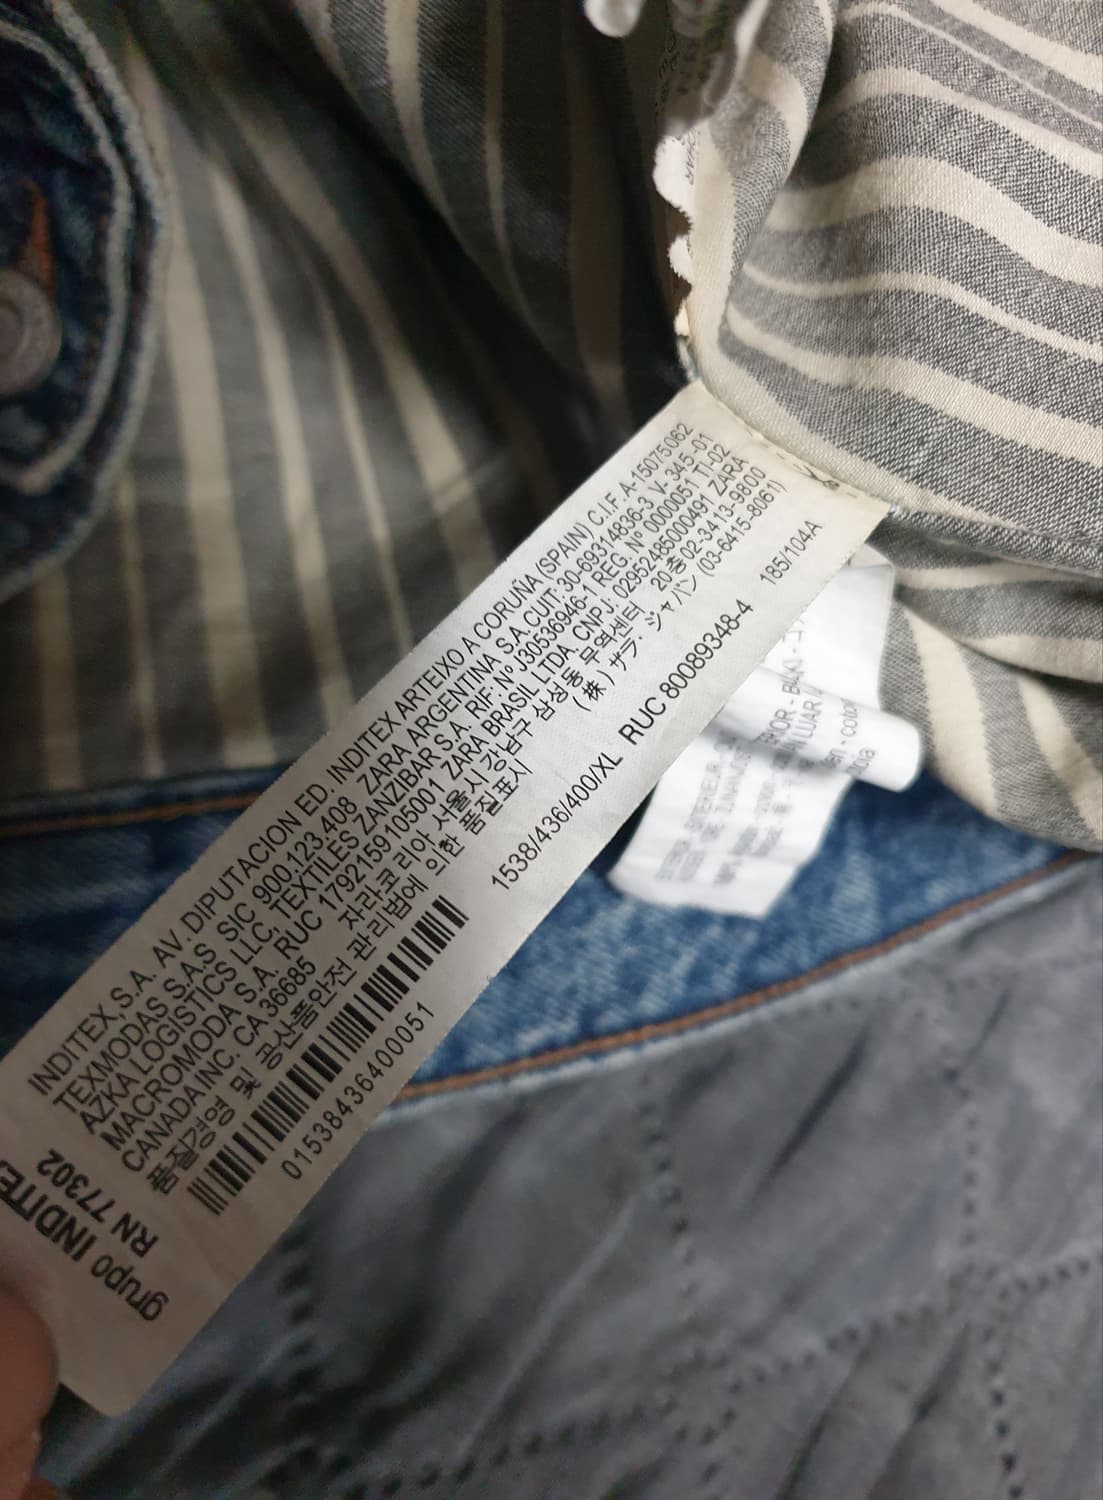 INDITEX, S.A. AV. DIPUTACION ED. INDITEX ARTEIXO A CORUÑA (SPAIN) C.I.F. A-15075062
TEXMODAS S.A.S SIC 900.123.408 ZARA ARGENTINA S.A. CUIT: 30-69314836-3 V-345-01
AZKA LOGISTICS LLC, TEXTILES ZANZIBAR S.A. RIF: Nº J30536946-1 REG. Nº 0000051 TI-02
MACROMODA S.A. RUC 1792159105001 ZARA BRASIL LTDA, CNPJ: 02952485000491 ZARA
CANADA INC. CA 36685 자라코리아 서울시 강남구 삼성동 무역센터 20층 02-3413-9800
품질경영 및 공산품안전 관리법에 의한 품질표시 (株) ザラ・ジャパン (03-6415-8061)
01538436400051
1538/436/400/XL RUC 80089348-4 185/104A
grupo
RN 77302